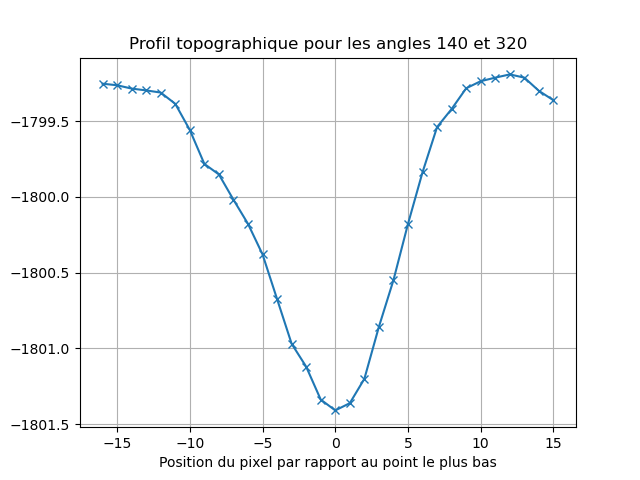 Profil topographique pour les angles 140 et 320
−1799.5
−1800.0
−1800.5
−1801.0
−1801.5
−15 −10 −5 0 5 10 15
Position du pixel par rapport au point le plus bas